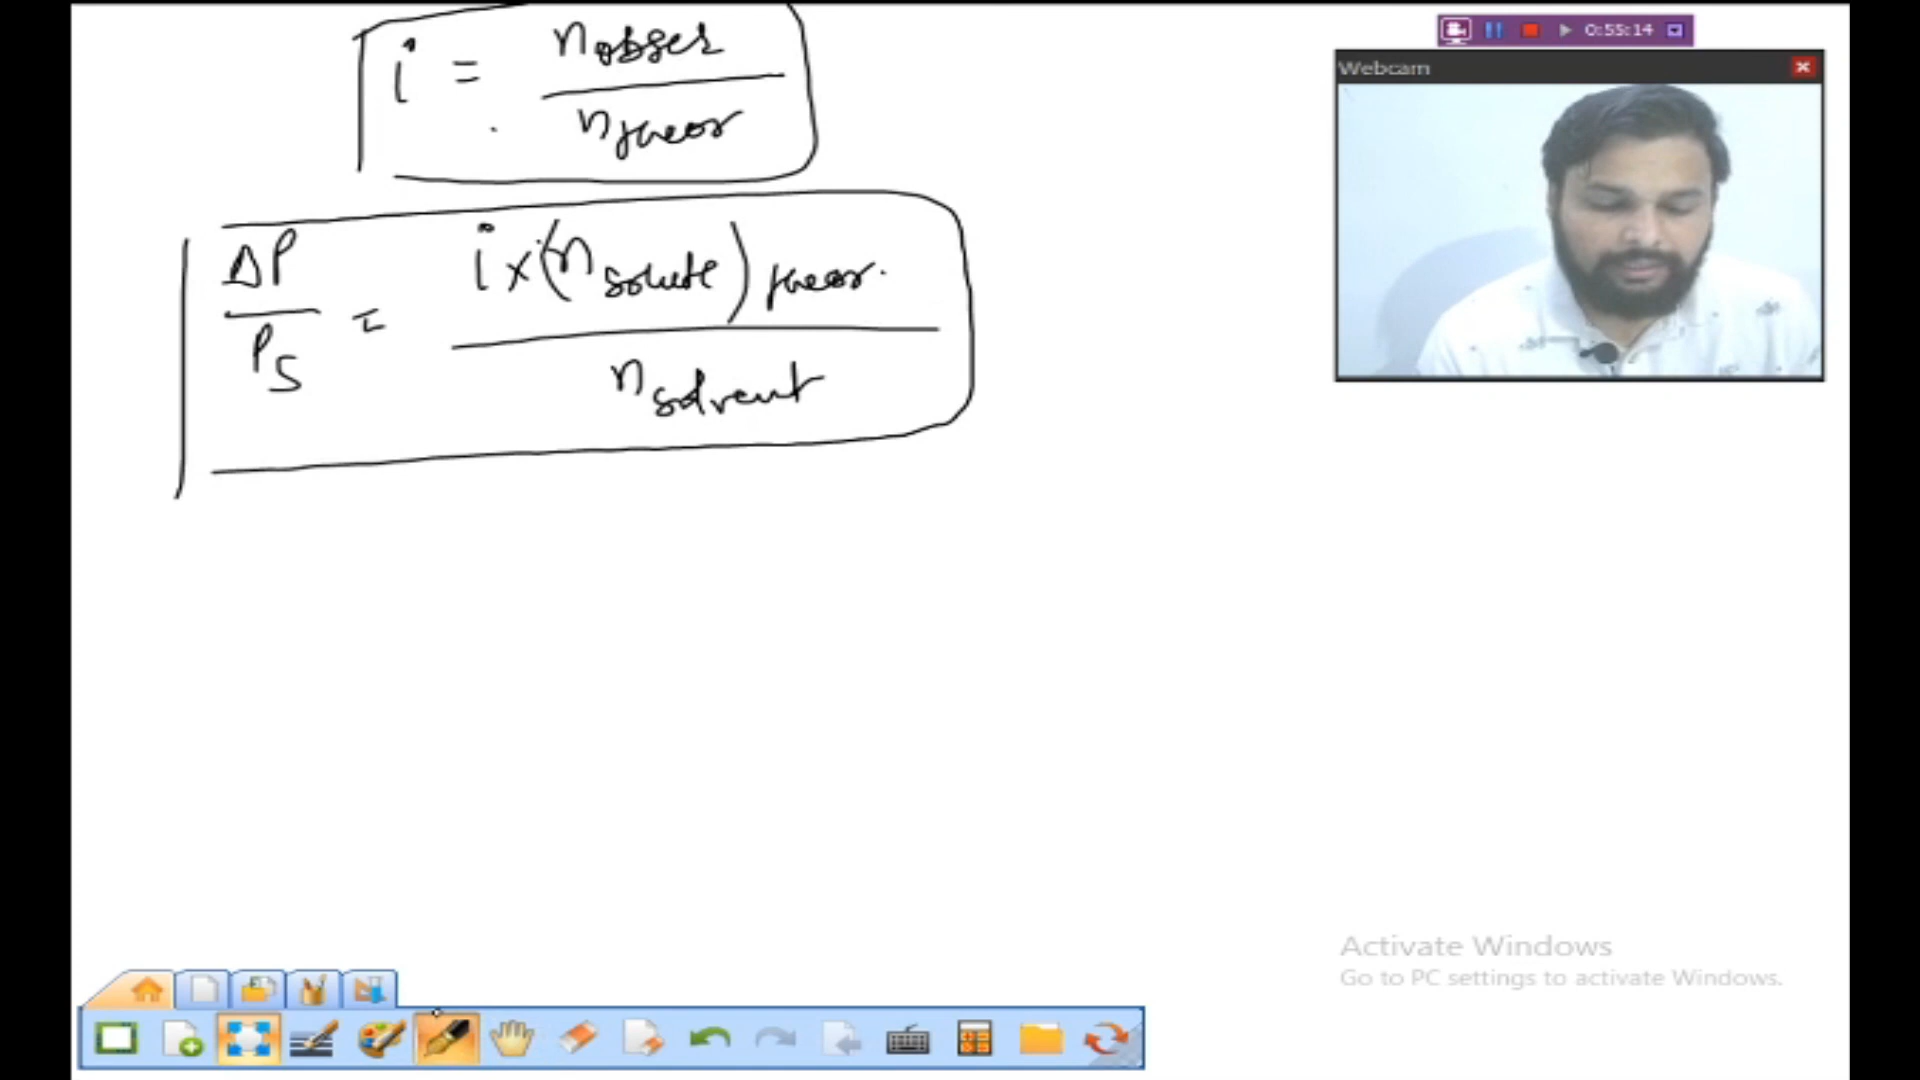 i = n obser / n theor
0:55:14
Webcam
ΔP / P_S = i × (n solute) theor. / n solvent
Activate Windows
Go to PC settings to activate Windows.